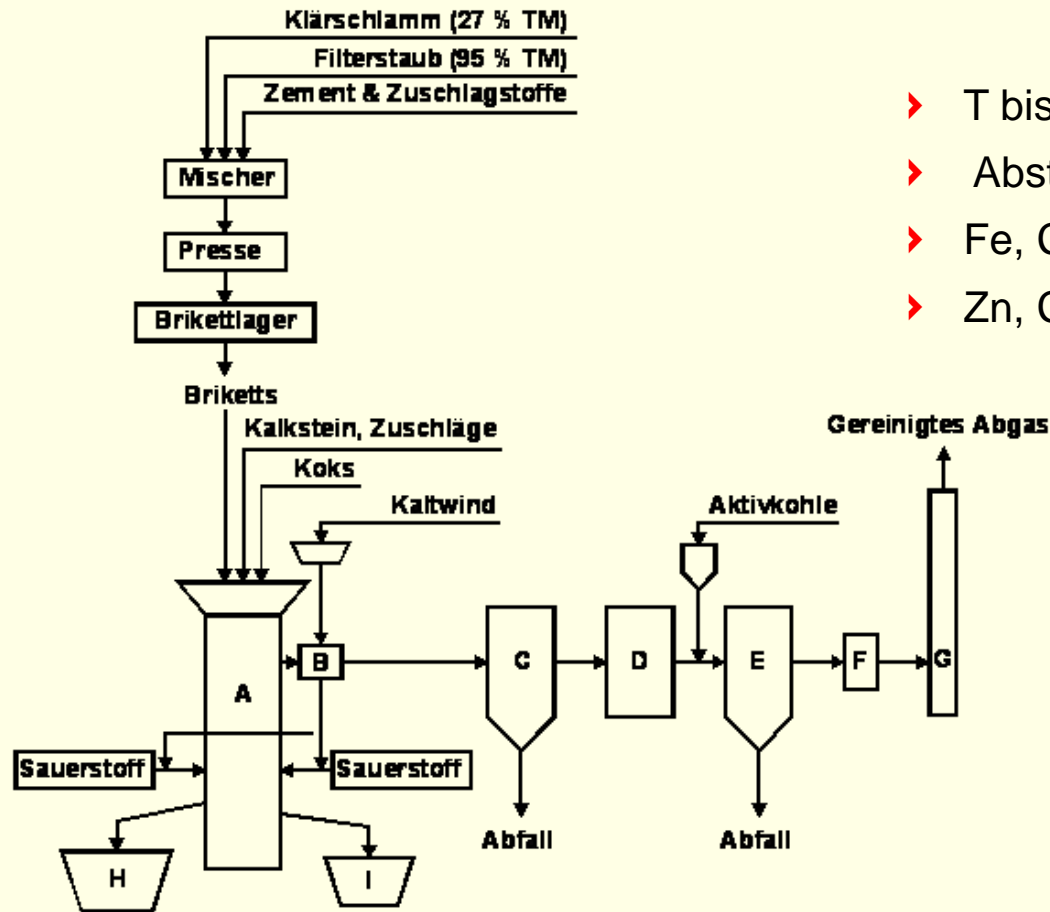 Klärschlamm (27 % TM)
Filterstaub (95 % TM)
Zement & Zuschlagstoffe
Mischer
Presse
Brikettlager
Briketts
Kalkstein, Zuschläge
Koks
Kaltwind
Aktivkohle
Gereinigtes Abgas
A
B
C
D
E
F
G
Sauerstoff
Sauerstoff
Abfall
Abfall
H
I
T bis
Fe,
Zn,